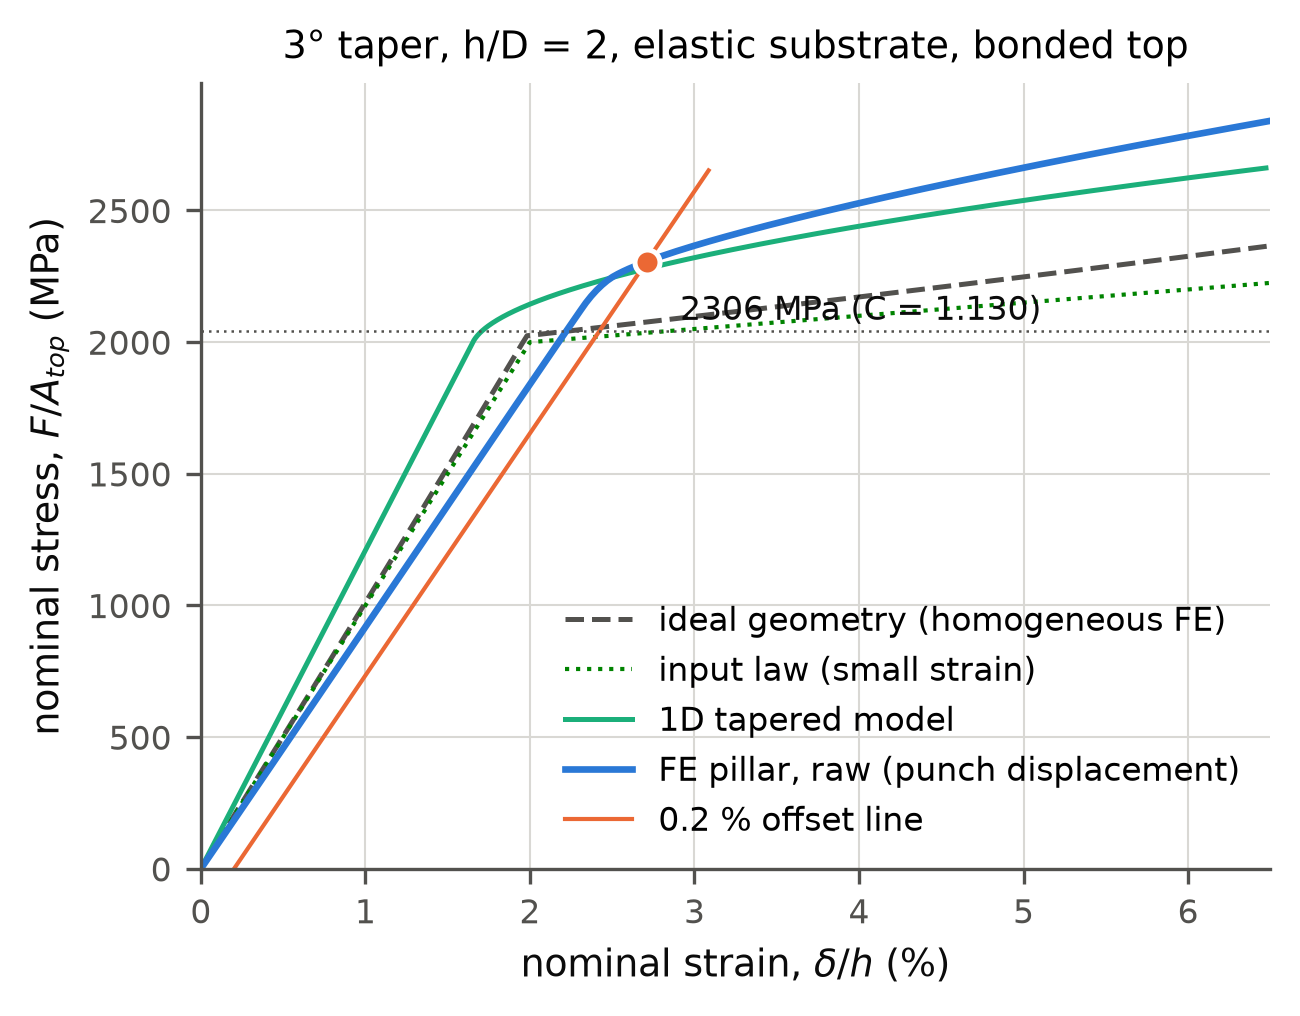 3° taper, h/D = 2, elastic substrate, bonded top
nominal stress, F/A_top (MPa)
2500
2000
1500
1000
500
0
2306 MPa (C = 1.130)
ideal geometry (homogeneous FE)
input law (small strain)
1D tapered model
FE pillar, raw (punch displacement)
0.2 % offset line
0 1 2 3 4 5 6
nominal strain, δ/h (%)